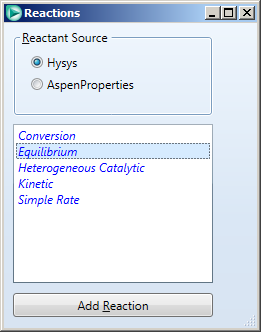 Reactions
Reactant Source
Hysys
AspenProperties
Conversion
Equilibrium
Heterogeneous Catalytic
Kinetic
Simple Rate
Add Reaction